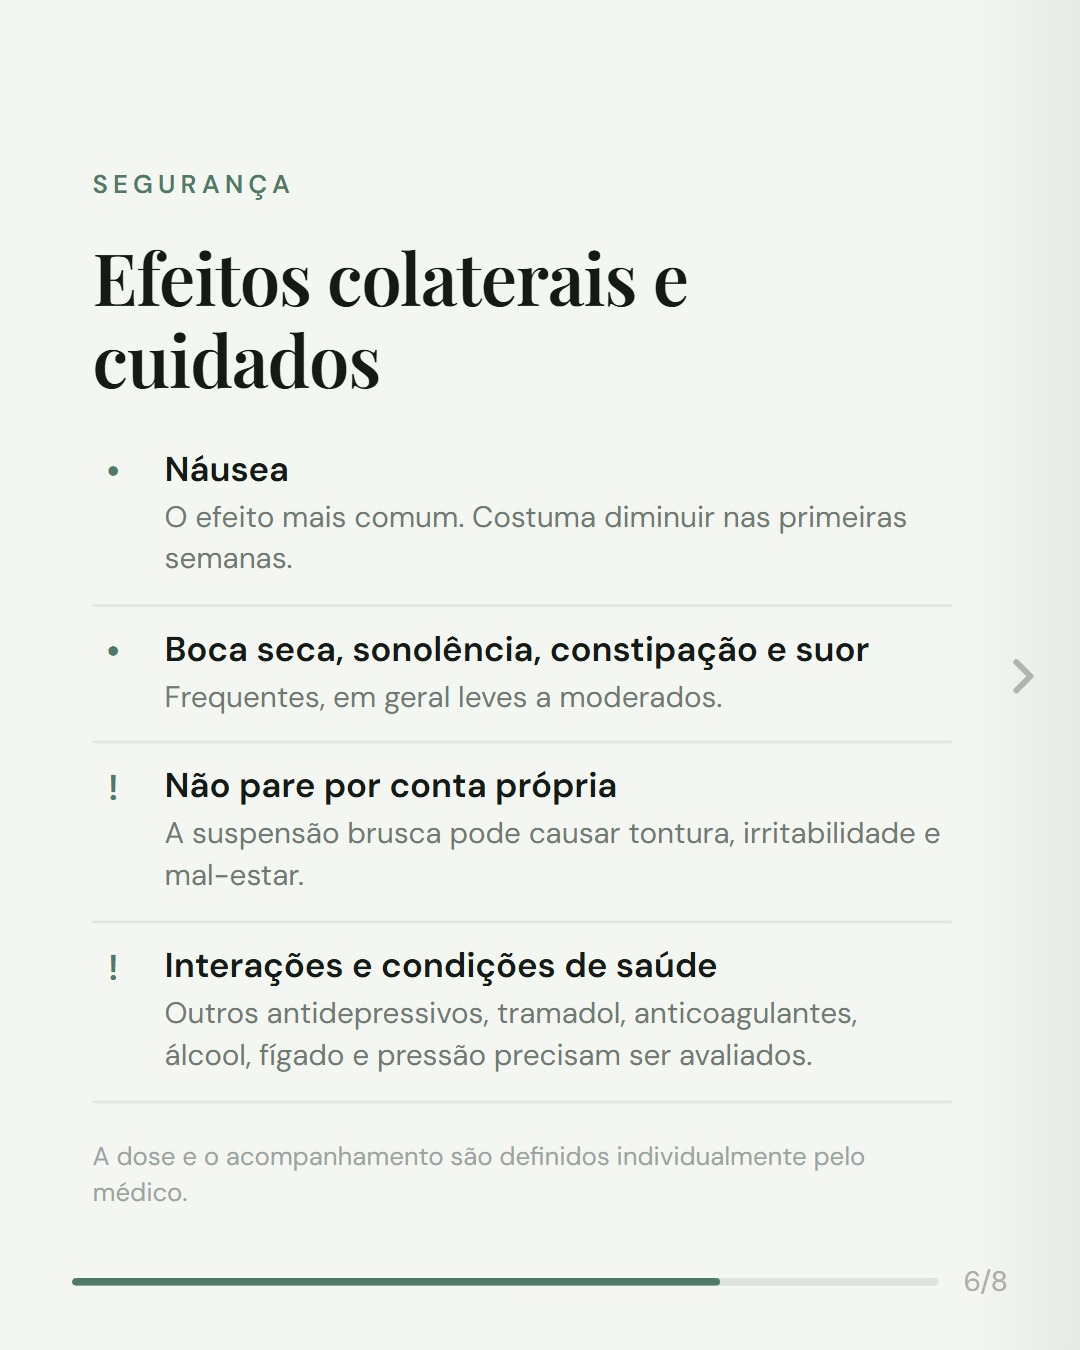 SEGURANÇA
Efeitos colaterais e
cuidados
• Náusea
O efeito mais comum. Costuma diminuir nas primeiras
semanas.
• Boca seca, sonolência, constipação e suor
Frequentes, em geral leves a moderados.
! Não pare por conta própria
A suspensão brusca pode causar tontura, irritabilidade e
mal-estar.
! Interações e condições de saúde
Outros antidepressivos, tramadol, anticoagulantes,
álcool, fígado e pressão precisam ser avaliados.
A dose e o acompanhamento são definidos individualmente pelo
médico.
6/8